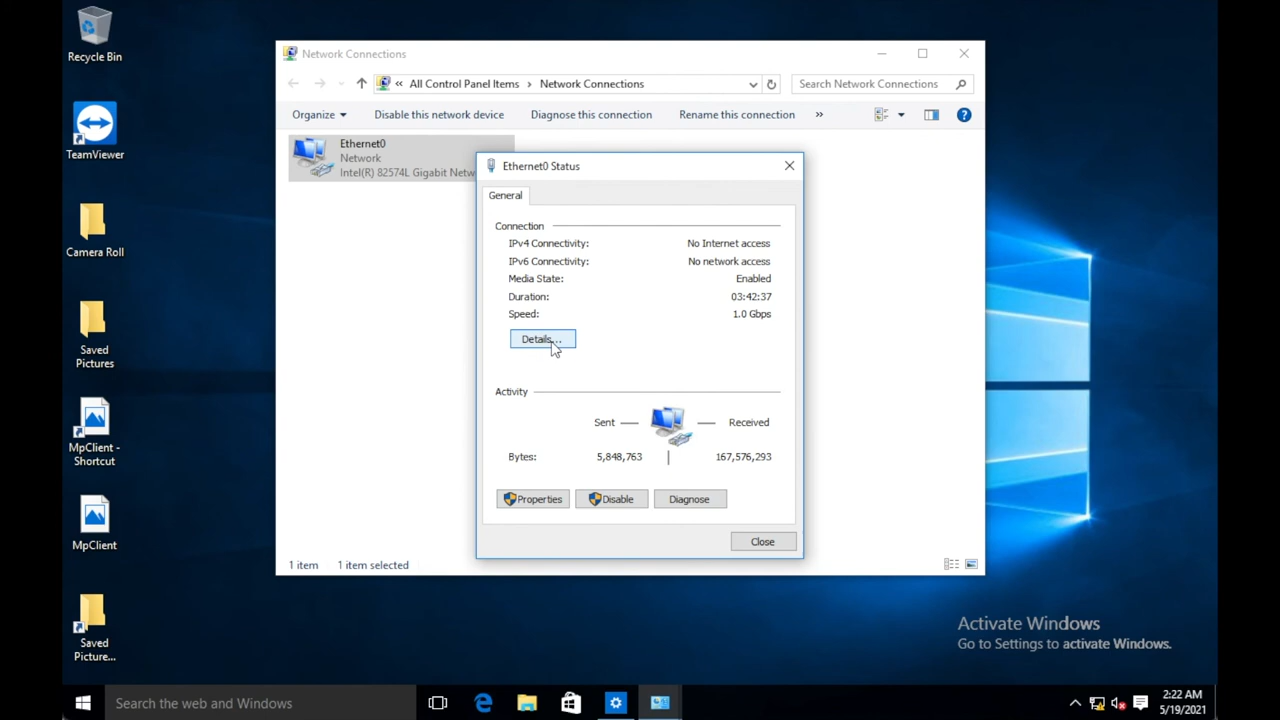 Recycle Bin
TeamViewer
Camera Roll
Saved
Pictures
MpClient -
Shortcut
MpClient
Saved
Picture...
Network Connections
« All Control Panel Items › Network Connections
Search Network Connections
Organize
Disable this network device
Diagnose this connection
Rename this connection
»
Ethernet0
Network
Intel(R) 82574L Gigabit Netw
Ethernet0 Status
General
Connection
IPv4 Connectivity: No Internet access
IPv6 Connectivity: No network access
Media State: Enabled
Duration: 03:42:37
Speed: 1.0 Gbps
Details...
Activity
Sent Received
Bytes: 5,848,763 167,576,293
Properties
Disable
Diagnose
Close
1 item 1 item selected
Activate Windows
Go to Settings to activate Windows.
Search the web and Windows
2:22 AM
5/19/2021